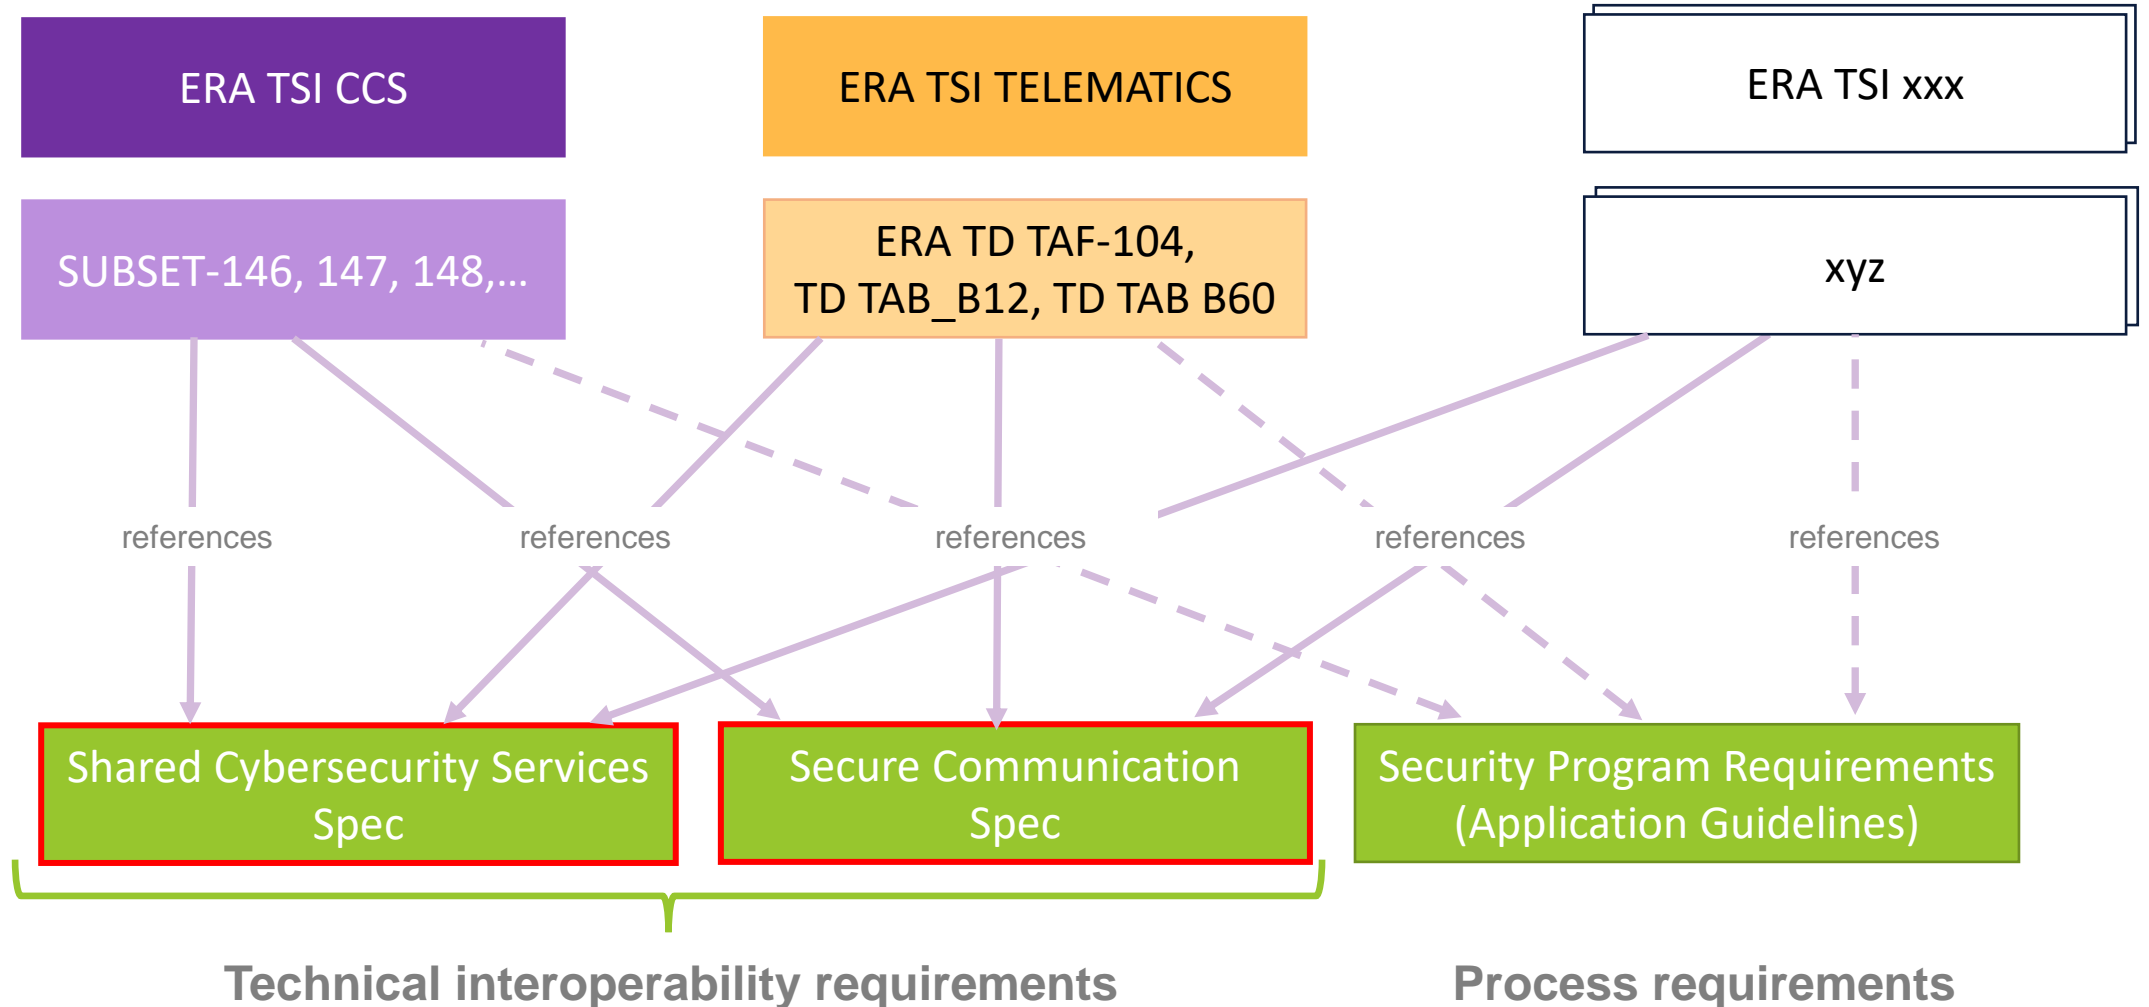 ERA TSI CCS
ERA TSI TELEMATICS
ERA TSI xxx
SUBSET-146, 147, 148,...
ERA TD TAF-104,
TD TAB_B12, TD TAB B60
xyz
references
references
references
references
references
Shared Cybersecurity Services
Spec
Secure Communication
Spec
Security Program Requirements
(Application Guidelines)
Technical interoperability requirements
Process requirements